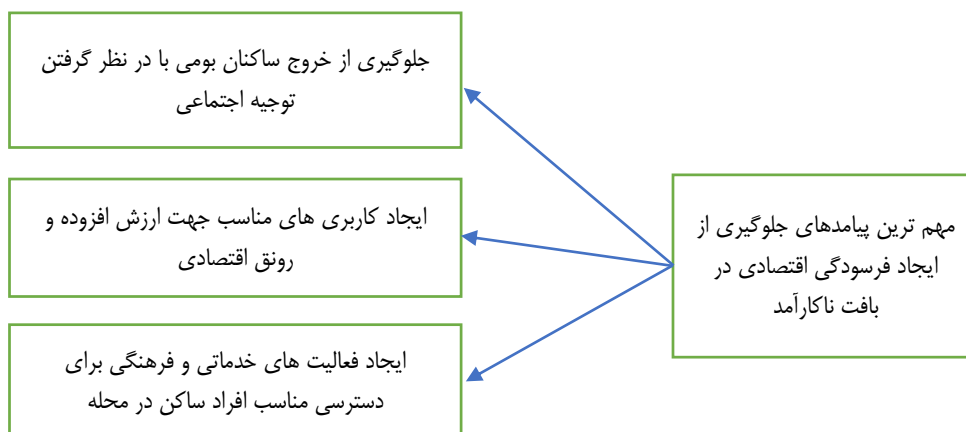 مهم ترین پیامدهای جلوگیری از
ایجاد فرسودگی اقتصادی در
بافت ناکارآمد
جلوگیری از خروج ساکنان بومی با در نظر گرفتن
توجیه اجتماعی
ایجاد کاربری های مناسب جهت ارزش افزوده و
رونق اقتصادی
ایجاد فعالیت های خدماتی و فرهنگی برای
دسترسی مناسب افراد ساکن در محله